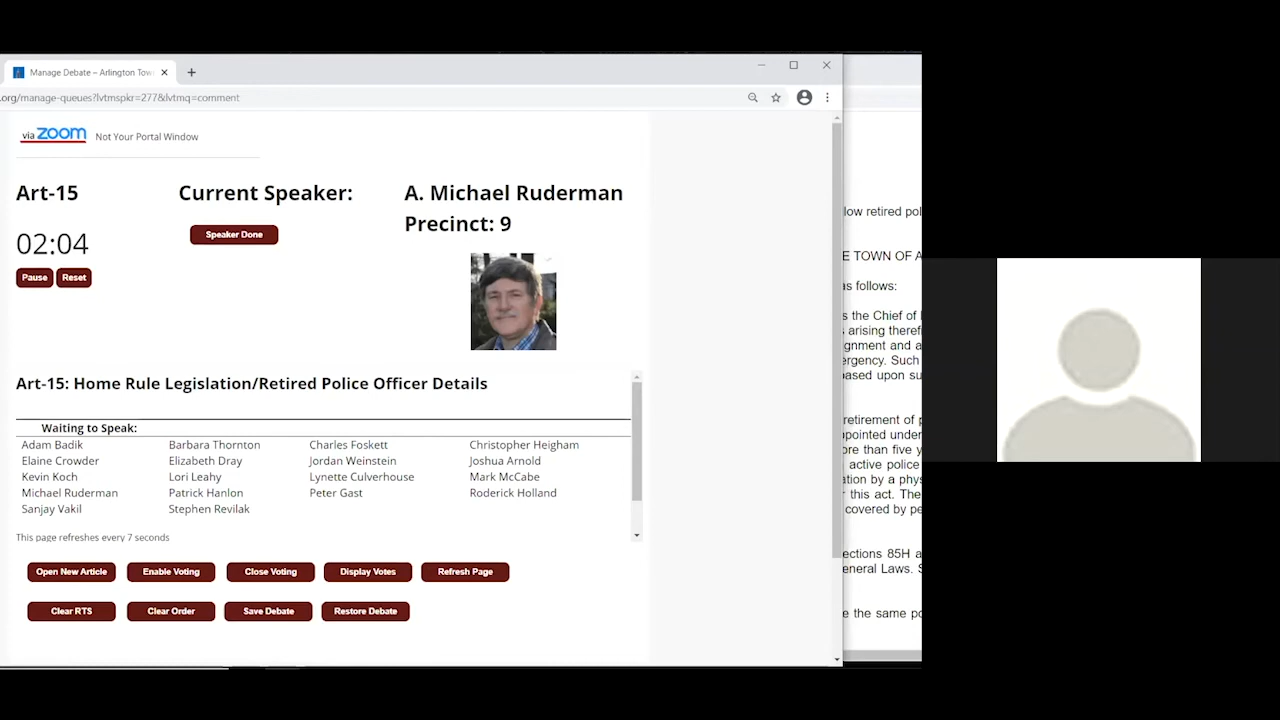 Manage Debate – Arlington Tow
.org/manage-queues?lvtmspkr=277&lvtmq=comment
via zoom Not Your Portal Window
Art-15 Current Speaker: A. Michael Ruderman
Precinct: 9
02:04 Speaker Done
Pause Reset
Art-15: Home Rule Legislation/Retired Police Officer Details
Waiting to Speak:
Adam Badik Barbara Thornton Charles Foskett Christopher Heigham
Elaine Crowder Elizabeth Dray Jordan Weinstein Joshua Arnold
Kevin Koch Lori Leahy Lynette Culverhouse Mark McCabe
Michael Ruderman Patrick Hanlon Peter Gast Roderick Holland
Sanjay Vakil Stephen Revilak
This page refreshes every 7 seconds
Open New Article Enable Voting Close Voting Display Votes Refresh Page
Clear RTS Clear Order Save Debate Restore Debate
low retired pol
E TOWN OF A
as follows:
s the Chief of
s arising theref
gnment and a
ergency. Such
ased upon su
retirement of p
ppointed under
ore than five y
active police
ation by a phys
r this act. The
covered by pe
ections 85H a
General Laws. S
e the same po